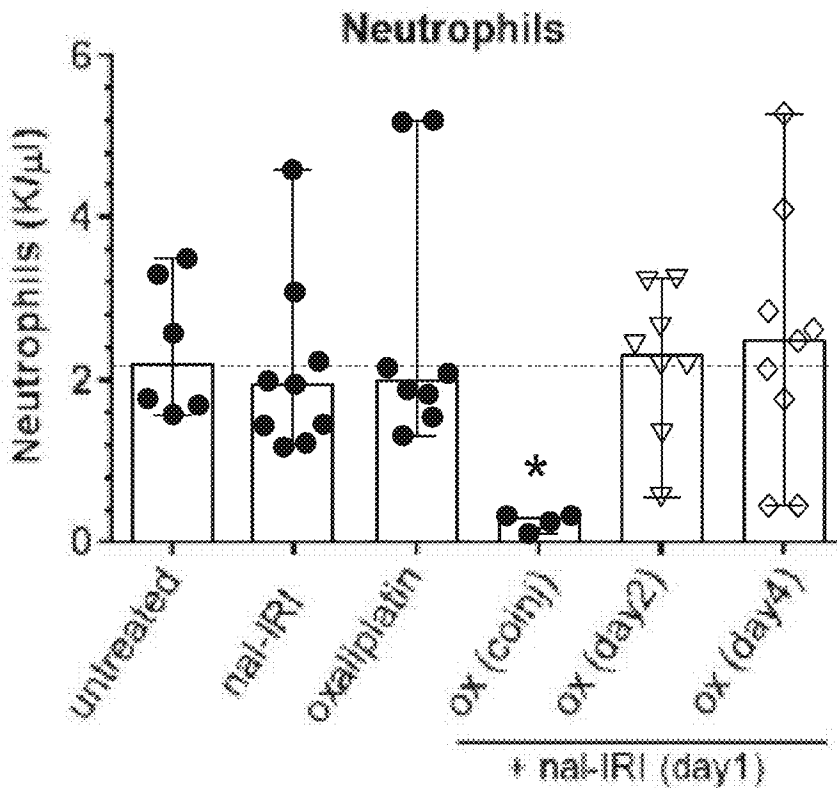 Neutrophils
Neutrophils (K/µl)
6
4
2
0
*
untreated
nal-IRI
oxaliplatin
ox (coinj)
ox (day2)
ox (day4)
+ nal-IRI (day1)